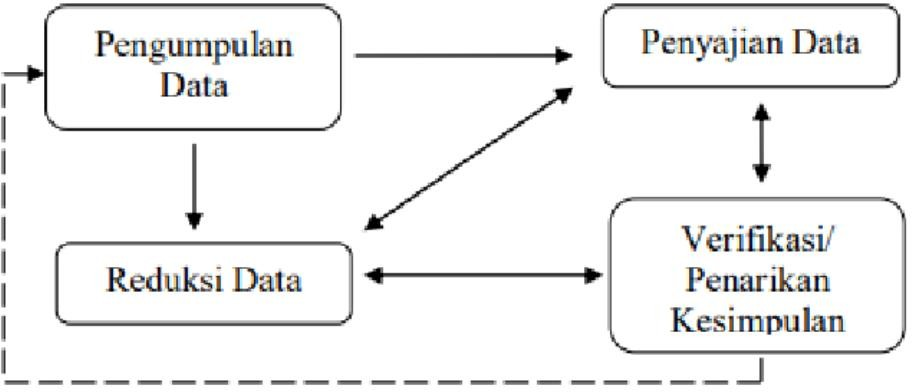 Pengumpulan
Data
Penyajian Data
Reduksi Data
Verifikasi/
Penarikan
Kesimpulan